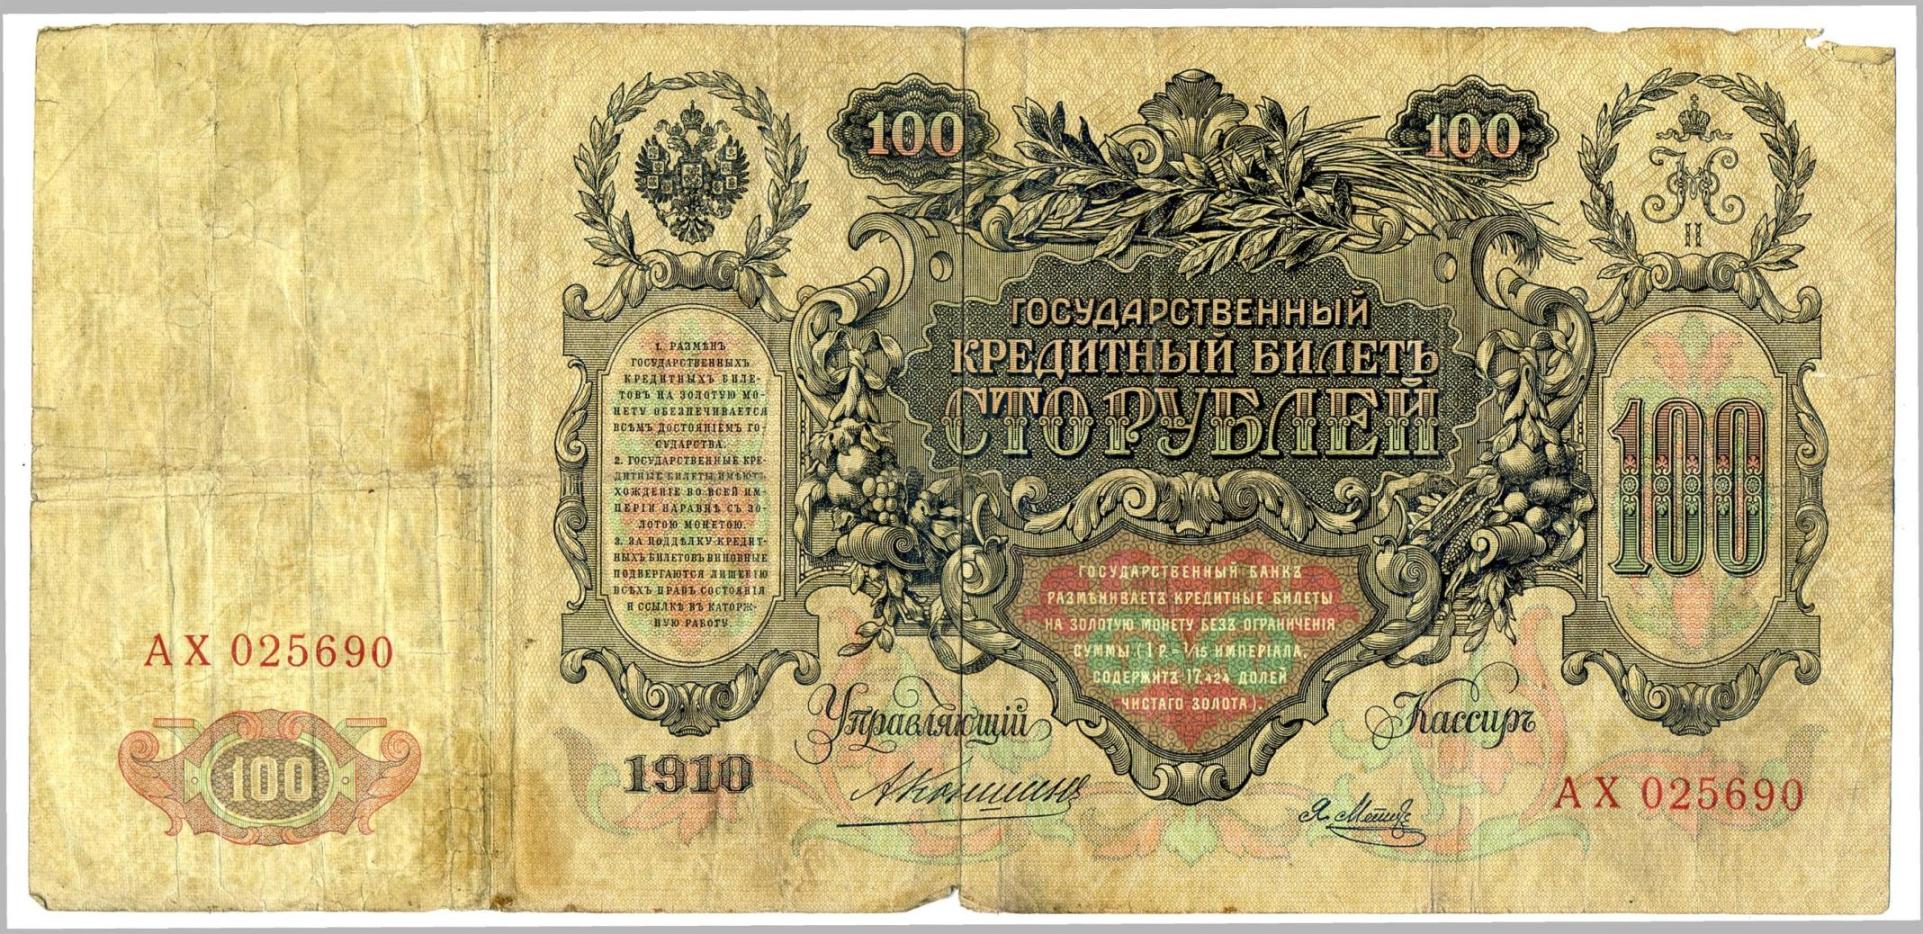 100
100
II
ГОСУДАРСТВЕННЫЙ
КРЕДИТНЫЙ БИЛЕТЪ
СТО РУБЛЕЙ
1. РАЗМѢНЪ
ГОСУДАРСТВЕННЫХЪ
КРЕДИТНЫХЪ БИЛЕ-
ТОВЪ НА ЗОЛОТУЮ МО-
НЕТУ ОБЕЗПЕЧИВАЕТСЯ
ВСѢМЪ ДОСТОЯНІЕМЪ ГО-
СУДАРСТВА.
2. ГОСУДАРСТВЕННЫЕ КРЕ-
ДИТНЫЕ БИЛЕТЫ ИМѢЮТЪ
ХОЖДЕНІЕ ВО ВСЕЙ ИМ-
ПЕРІИ НАРАВНѢ СЪ ЗО-
ЛОТОЮ МОНЕТОЮ.
3. ЗА ПОДДѢЛКУ КРЕДИТ-
НЫХЪ БИЛЕТОВЪ ВИНОВНЫЕ
ПОДВЕРГАЮТСЯ ЛИШЕНІЮ
ВСѢХЪ ПРАВЪ СОСТОЯНІЯ
И ССЫЛКѢ ВЪ КАТОРЖ-
НУЮ РАБОТУ.
100
ГОСУДАРСТВЕННЫЙ БАНКЪ
РАЗМѢНИВАЕТЪ КРЕДИТНЫЕ БИЛЕТЫ
НА ЗОЛОТУЮ МОНЕТУ БЕЗЪ ОГРАНИЧЕНІЯ
СУММЫ (1 Р.= 1/15 ИМПЕРІАЛА,
СОДЕРЖИТЪ 17,424 ДОЛЕЙ
ЧИСТАГО ЗОЛОТА).
АХ 025690
100
1910
Управляющій
АКоншинъ
Кассиръ
Я. Метцъ
АХ 025690